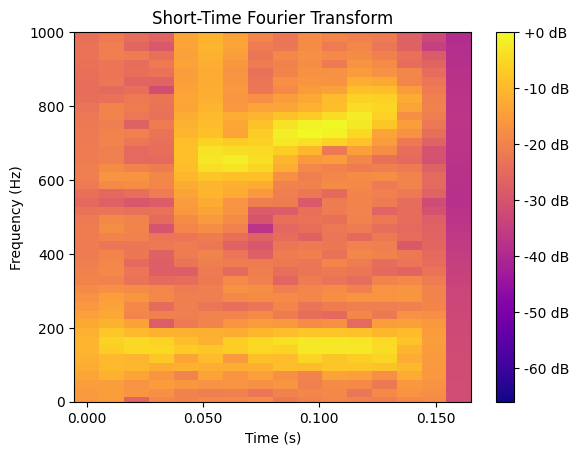 Short-Time Fourier Transform
1000
800
600
400
200
0
Frequency (Hz)
0.000
0.050
0.100
0.150
Time (s)
+0 dB
-10 dB
-20 dB
-30 dB
-40 dB
-50 dB
-60 dB